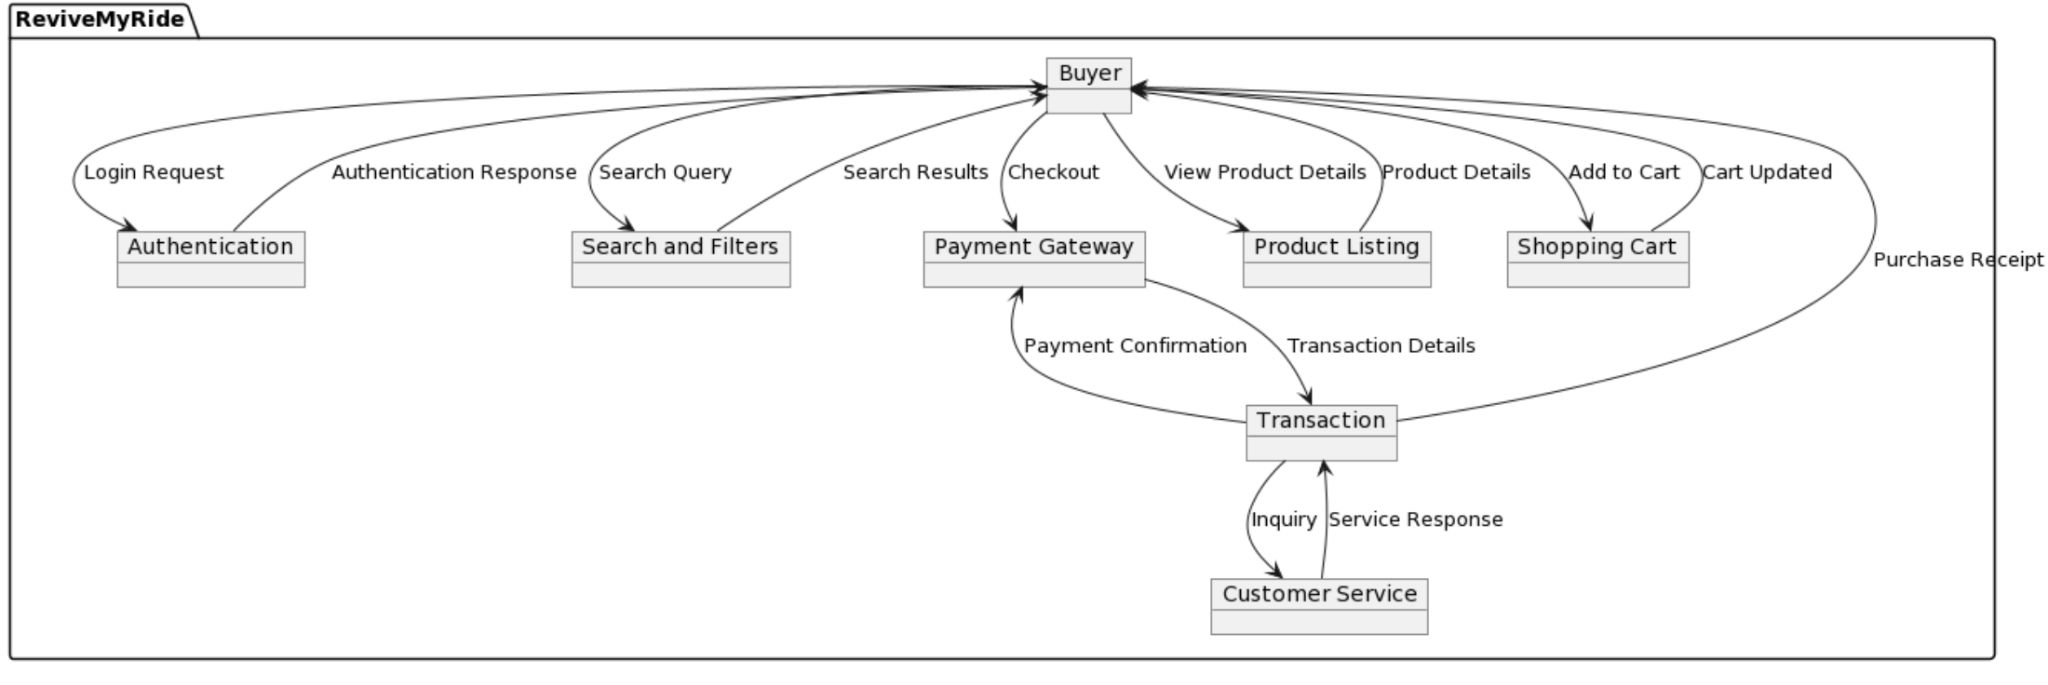 ReviveMyRide
Buyer
Login Request
Authentication Response
Search Query
Search Results
Checkout
View Product Details
Product Details
Add to Cart
Cart Updated
Authentication
Search and Filters
Payment Gateway
Product Listing
Shopping Cart
Purchase Receipt
Payment Confirmation
Transaction Details
Transaction
Inquiry
Service Response
Customer Service